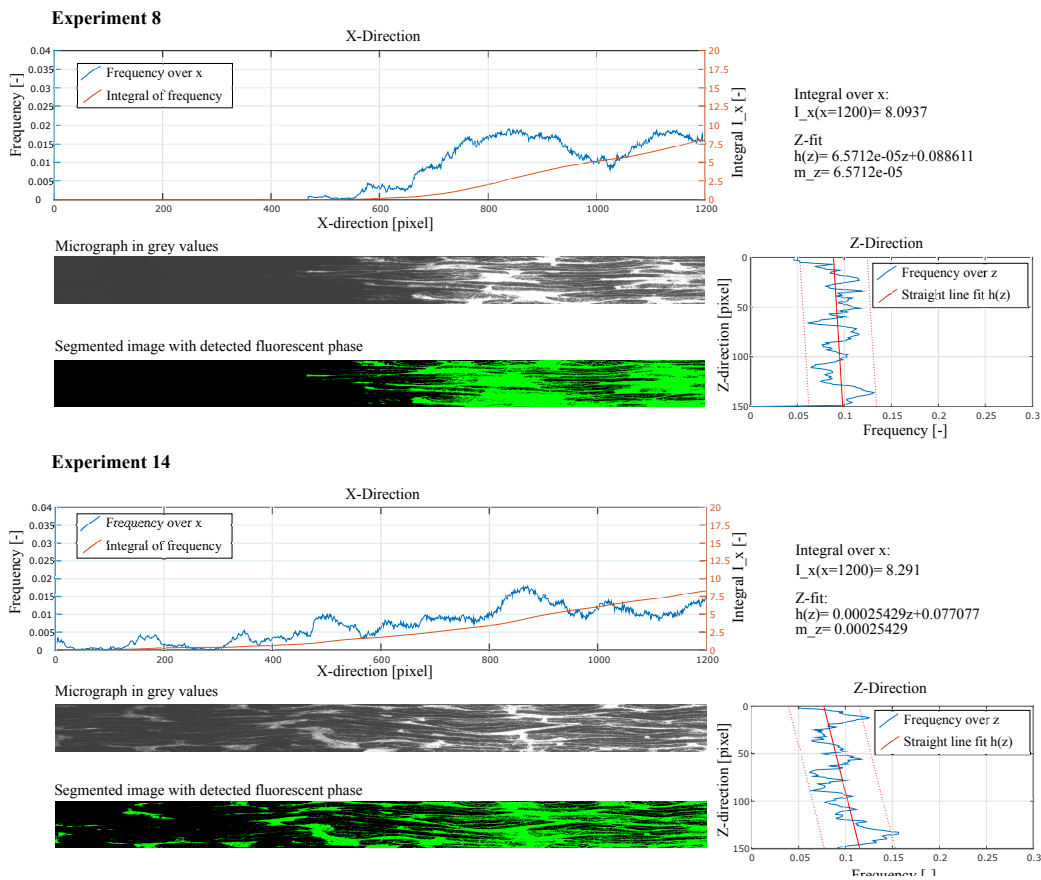 Experiment 8
X-Direction
Frequency over x
Integral of frequency
Frequency [-]
0.04
0.035
0.03
0.025
0.02
0.015
0.01
0.005
0
20
17.5
15
12.5
10
7.5
5
2.5
0
Integral I_x [-]
0 200 400 600 800 1000 1200
X-direction [pixel]
Integral over x:
I_x(x=1200)= 8.0937
Z-fit
h(z)= 6.5712e-05z+0.088611
m_z= 6.5712e-05
Micrograph in grey values
Segmented image with detected fluorescent phase
Z-Direction
Frequency over z
Straight line fit h(z)
Z-direction [pixel]
0
50
100
150
0 0.05 0.1 0.15 0.2 0.25 0.3
Frequency [-]
Experiment 14
X-Direction
Frequency over x
Integral of frequency
Frequency [-]
0.04
0.035
0.03
0.025
0.02
0.015
0.01
0.005
0
20
17.5
15
12.5
10
7.5
5
2.5
0
Integral I_x [-]
0 200 400 600 800 1000 1200
X-direction [pixel]
Integral over x:
I_x(x=1200)= 8.291
Z-fit:
h(z)= 0.00025429z+0.077077
m_z= 0.00025429
Micrograph in grey values
Segmented image with detected fluorescent phase
Z-Direction
Frequency over z
Straight line fit h(z)
Z-direction [pixel]
0
50
100
150
0 0.05 0.1 0.15 0.2 0.25 0.3
Frequency [-]